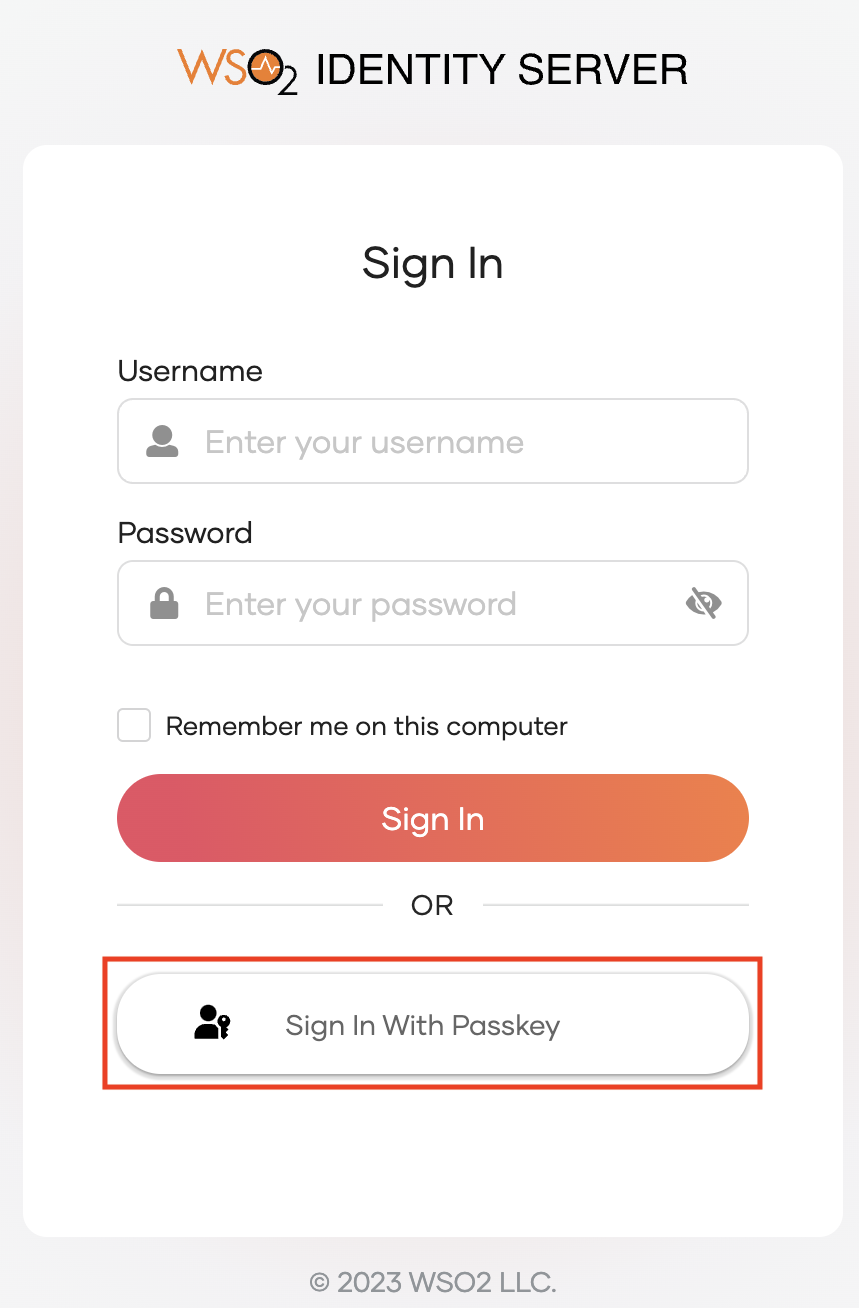 WSO2 IDENTITY SERVER
Sign In
Username
Enter your username
Password
Enter your password
Remember me on this computer
Sign In
OR
Sign In With Passkey
© 2023 WSO2 LLC.